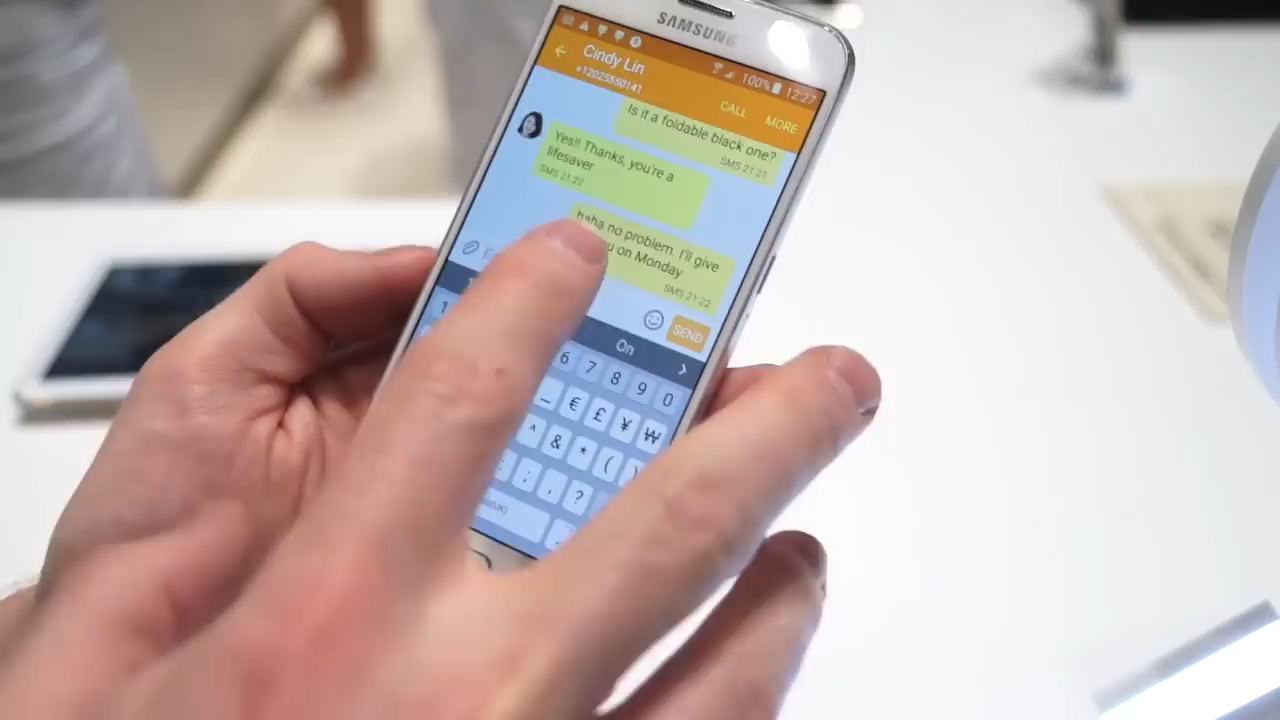 SAMSUNG
100% 12:27
Cindy Lin
+12025550141
CALL MORE
Is it a foldable black one?
SMS 21:21
Yes!! Thanks, you're a
lifesaver
SMS 21:22
haha no problem. I'll give
on Monday
SMS 21:22
SEND
On
1
6 7 8 9 0
_ € £ ¥ ₩
^ & * ( )
; , ?